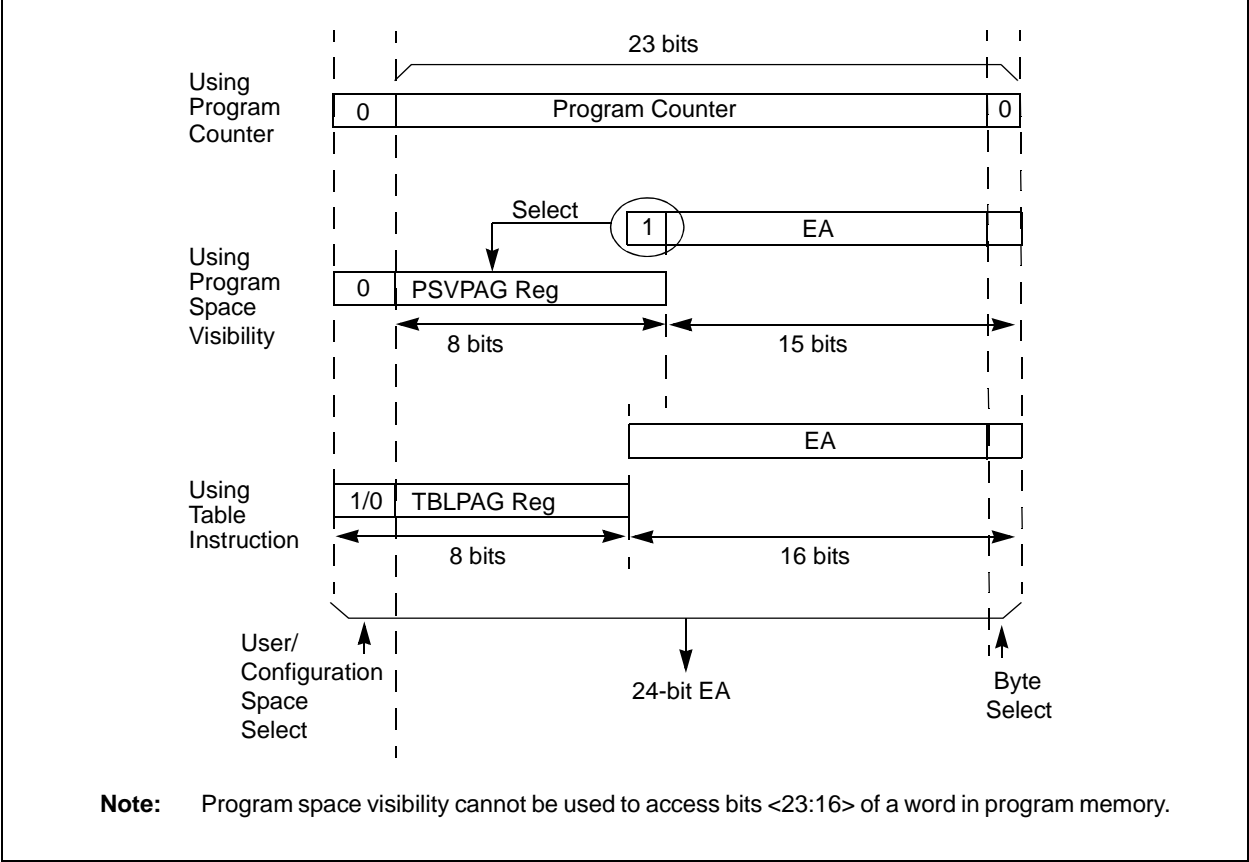 23 bits
Using
Program
Counter
0
Program Counter
0
Select
1
EA
Using
Program
Space
Visibility
0
PSVPAG Reg
8 bits
15 bits
EA
Using
Table
Instruction
1/0
TBLPAG Reg
8 bits
16 bits
User/
Configuration
Space
Select
24-bit EA
Byte
Select
Note: Program space visibility cannot be used to access bits <23:16> of a word in program memory.